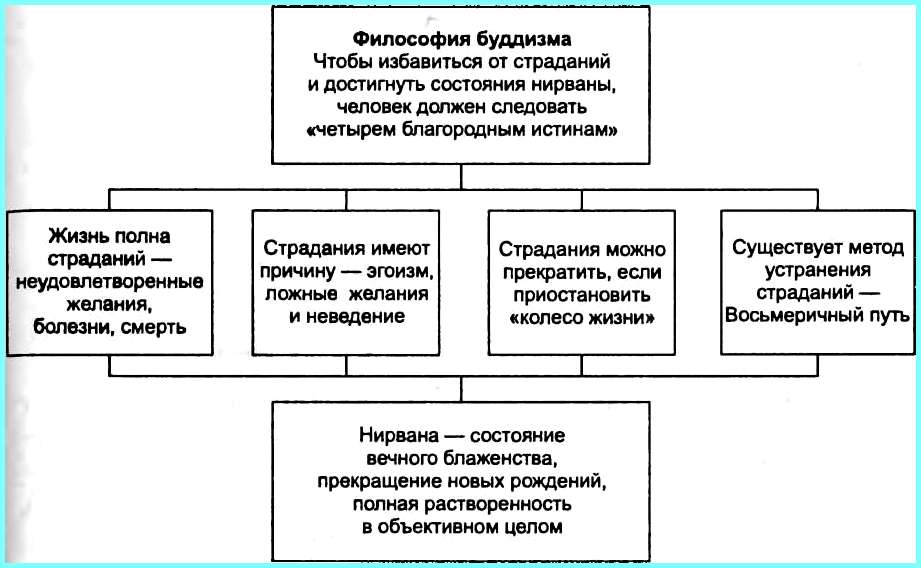 Философия буддизма
Чтобы избавиться от страданий
и достигнуть состояния нирваны,
человек должен следовать
«четырем благородным истинам»
Жизнь полна
страданий —
неудовлетворенные
желания,
болезни, смерть
Страдания имеют
причину — эгоизм,
ложные желания
и неведение
Страдания можно
прекратить, если
приостановить
«колесо жизни»
Существует метод
устранения
страданий —
Восьмеричный путь
Нирвана — состояние
вечного блаженства,
прекращение новых рождений,
полная растворенность
в объективном целом